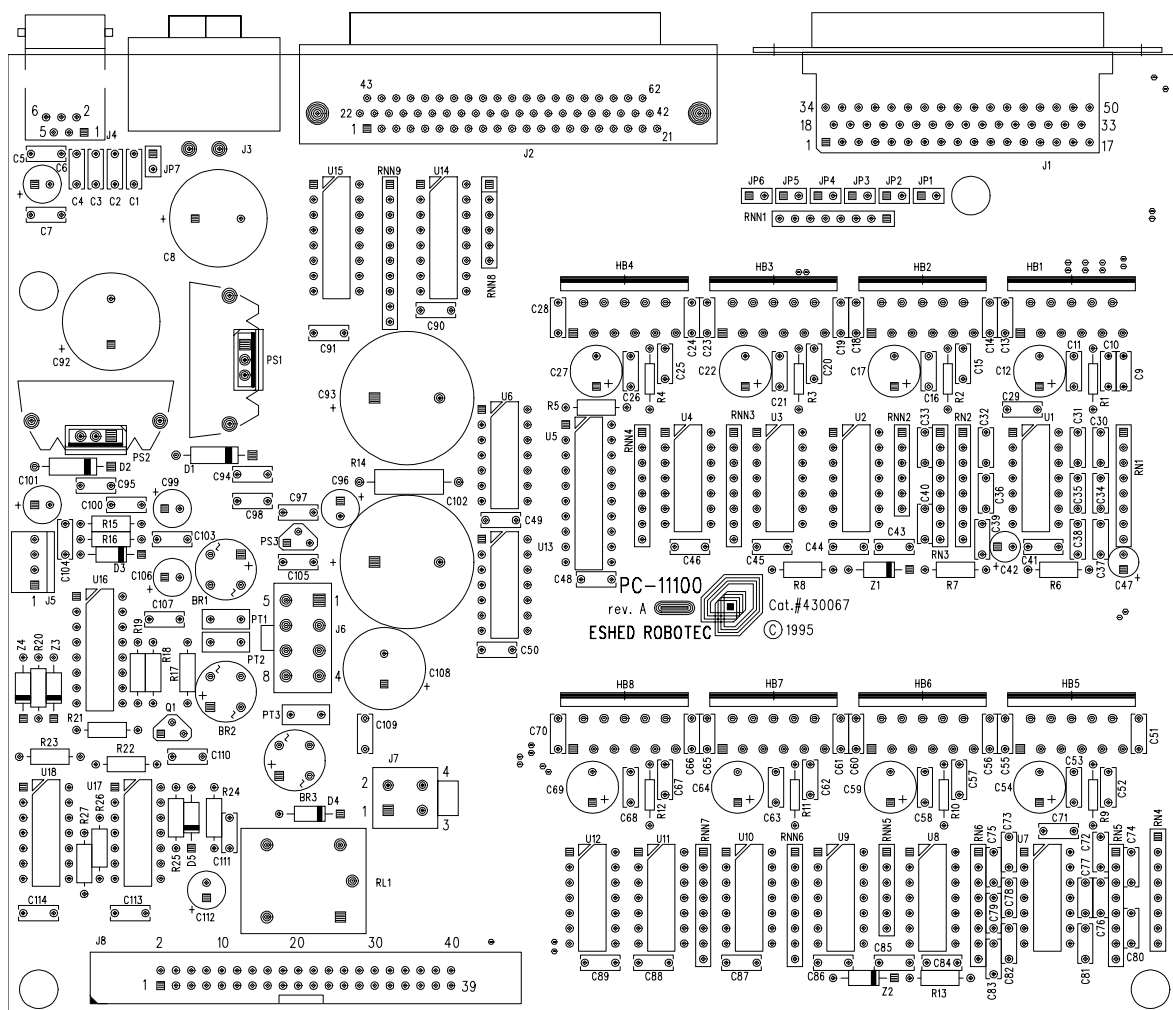 43 62
22 42
1 21
J2
34 50
18 33
1 17
J1
6 2
5 1
J4
J3
C5 C6 JP7
C4 C3 C2 C1
C7
C8
U15 RNN9 U14
RNN8
JP6 JP5 JP4 JP3 JP2 JP1
RNN1
HB4 HB3 HB2 HB1
C28 C24 C23 C19 C18 C14 C13
C90
C91
C92
PS1
C93
C27 C26 R4 C25
C22 C21 R3 C20
C17 C16 R2 C15
C12 C11 R1 C10 C9
C29
R5
U6
U5 RNN4 U4 RNN3 U3 U2 RNN2 C33 RN2 C32 U1 C31 C30
RN1
PS2
D2 D1
C95 C94
C101 C100 C99 C98 C97 C96
R14
C102
C40 C36 C35 C34
C49
R15
R16
D3
C103
PS3
C105
U13
C46 C45 C44 C43 RN3 C39 C42 C41 C38 C37 C47
C104
J5
1
U16
C106
BR1
C107
C48
R8 Z1 R7 R6
PC-11100
rev. A
Cat.#430067
ESHED ROBOTEC
© 1995
5 1
PT1
J6
PT2
8 4
C108
C50
Z4 R20 Z3
R19 R18 R17
BR2
R21
Q1
PT3
C109
C110
HB8 HB7 HB6 HB5
C70 C66 C65 C61 C60 C56 C55 C51
R23
R22
J7
2 4
1 3
BR3
D4
C69 C68 R12 C67
C64 C63 R11 C62
C59 C58 R10 C57
C54 C53 R9 C52
U18 U17 R27 R26
R25 D5 R24 C111
C112
RL1
U12 U11 RNN7 U10 RNN6 U9 RNN5 U8 RN6 C75 C73 U7 C71 C72 RN5 C74 RN4
C77
C79 C78 C76
C114 C113
C89 C88 C87 C86 C85 C84 C83 C82 C81 C80
Z2 R13
J8
2 10 20 30 40
1 39